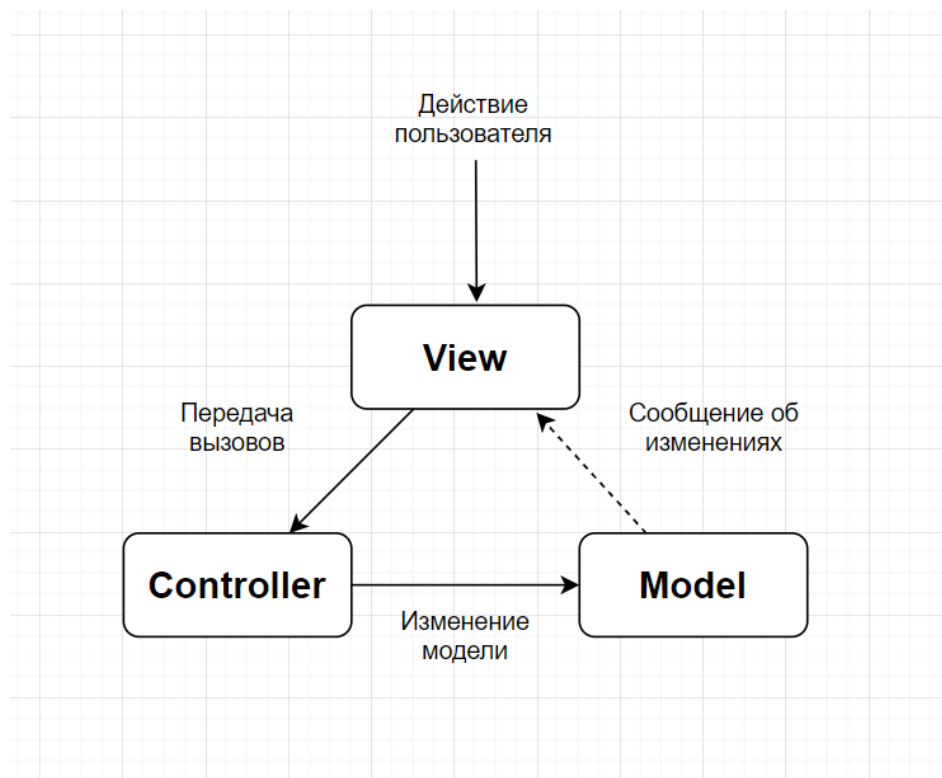 Действие
пользователя
View
Передача
вызовов
Сообщение об
изменениях
Controller
Model
Изменение
модели